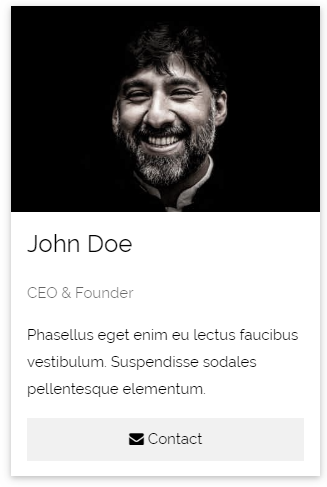 John Doe
CEO & Founder
Phasellus eget enim eu lectus faucibus
vestibulum. Suspendisse sodales
pellentesque elementum.
Contact